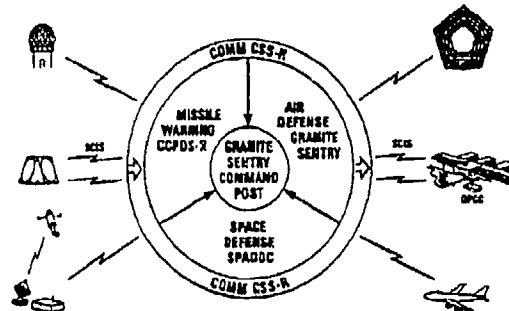 COMM CSS-R
MISSILE
WARNING
CCPDS-R
AIR
DEFENSE
GRANITE
SENTRY
SCIS
SCIS
GRANITE
SENTRY
COMMAND
POST
SPACE
DEFENSE
SPADOC
COMM CSS-R